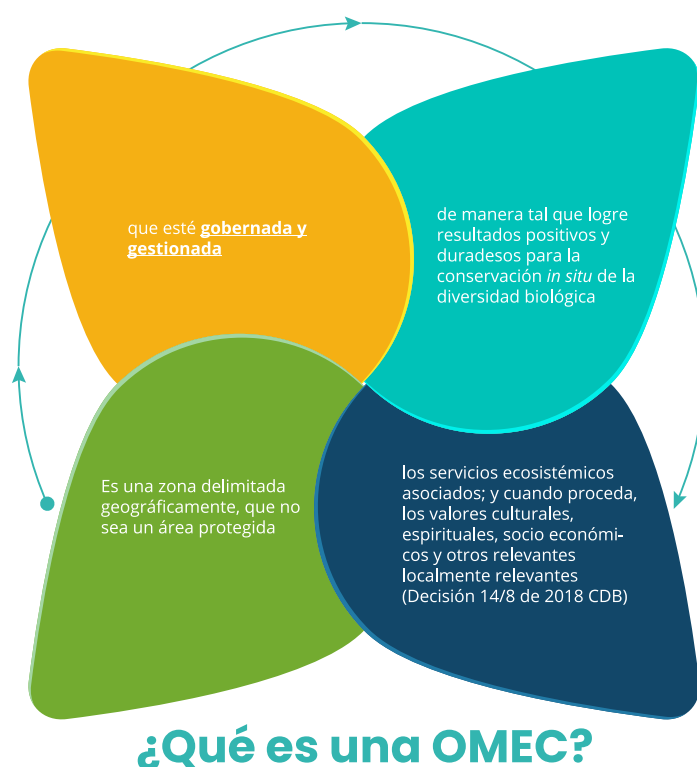 Es una zona delimitada
geográficamente, que no
sea un área protegida
que esté gobernada y
gestionada
de manera tal que logre
resultados positivos y
duradesos para la
conservación in situ de la
diversidad biológica
los servicios ecosistémicos
asociados; y cuando proceda,
los valores culturales,
espirituales, socio económi-
cos y otros relevantes
localmente relevantes
(Decisión 14/8 de 2018 CDB)
¿Qué es una OMEC?